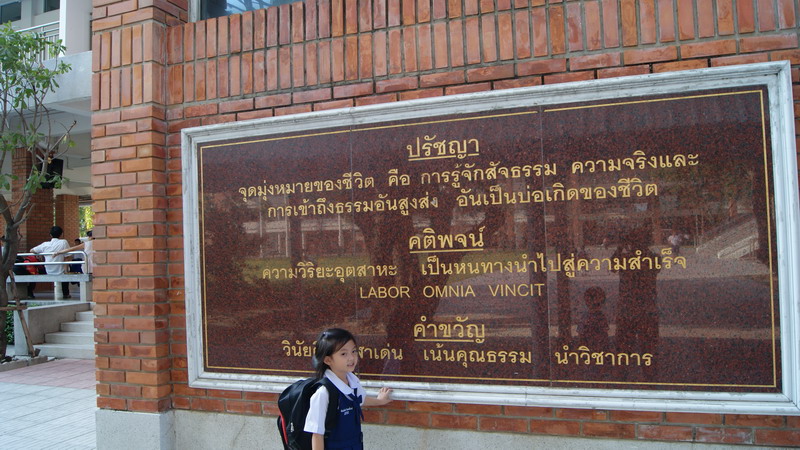 ปรัชญา
จุดมุ่งหมายของชีวิต คือ การรู้จักสัจธรรม ความจริงและ
การเข้าถึงธรรมอันสูงส่ง อันเป็นบ่อเกิดของชีวิต
คติพจน์
ความวิริยะอุตสาหะ เป็นหนทางนำไปสู่ความสำเร็จ
LABOR OMNIA VINCIT
คำขวัญ
วินัย เด่น เน้นคุณธรรม นำวิชาการ